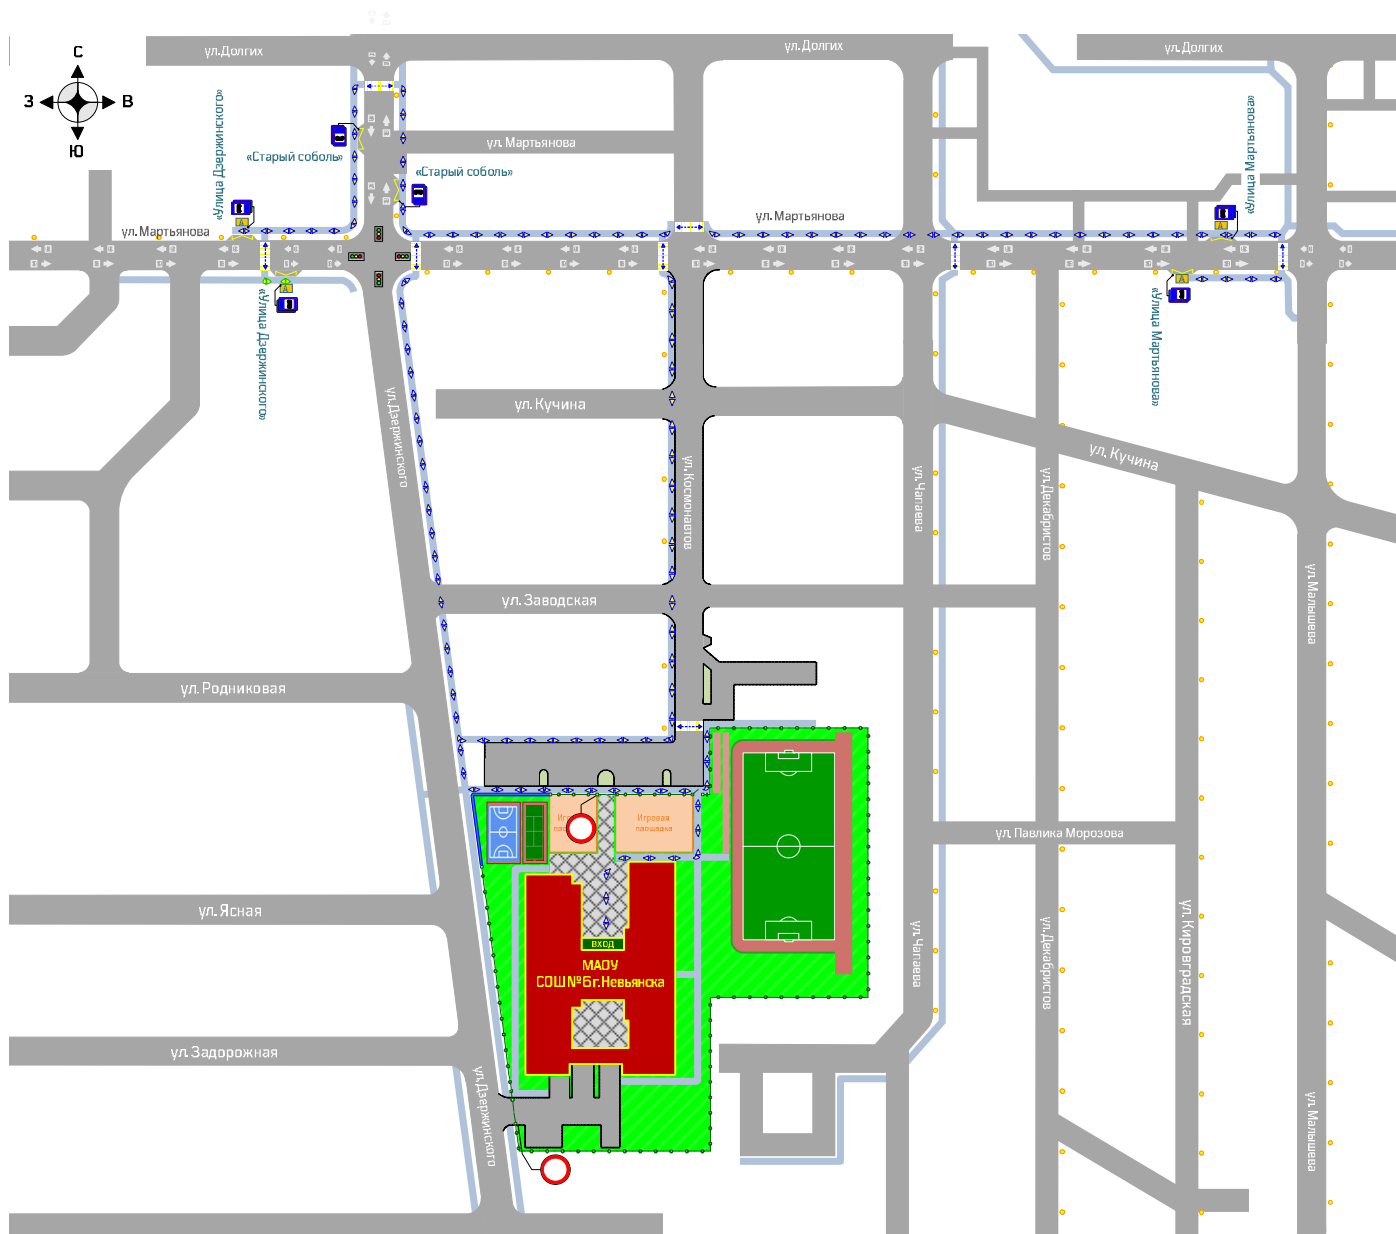 ул.Долгих
ул.Долгих
ул.Долгих
С
З
В
Ю
«Улица Дзержинского»
«Старый соболь»
«Старый соболь»
ул. Мартьянова
«Улица Мартьянова»
ул. Мартьянова
ул. Мартьянова
А
А
А
А
«Улица Дзержинского»
«Улица Мартьянова»
ул.Дзержинского
ул. Кучина
ул. Кучина
ул. Космонавтов
ул. Чапаева
ул.Декабристов
ул. Заводская
ул. Малышева
ул. Родниковая
Игровая
площадка
ул. Павлика Морозова
ул. Ясная
ул. Чапаева
ул. Декабристов
ул. Кировградская
ВХОД
МАОУ
СОШ№6г.Невьянска
ул. Задорожная
ул.Дзержинского
ул. Малышева